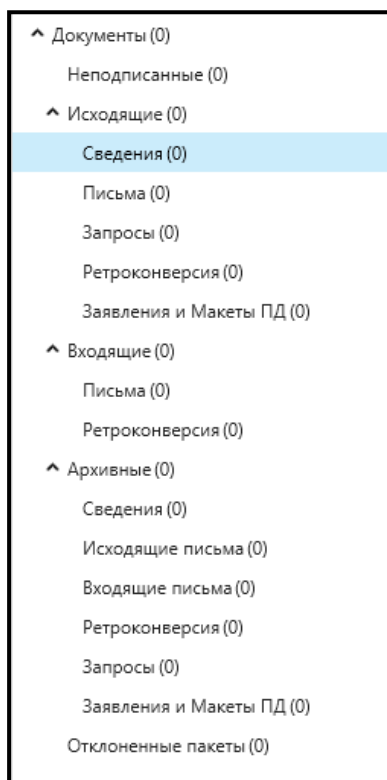 Документы (0)
Неподписанные (0)
Исходящие (0)
Сведения (0)
Письма (0)
Запросы (0)
Ретроконверсия (0)
Заявления и Макеты ПД (0)
Входящие (0)
Письма (0)
Ретроконверсия (0)
Архивные (0)
Сведения (0)
Исходящие письма (0)
Входящие письма (0)
Ретроконверсия (0)
Запросы (0)
Заявления и Макеты ПД (0)
Отклоненные пакеты (0)